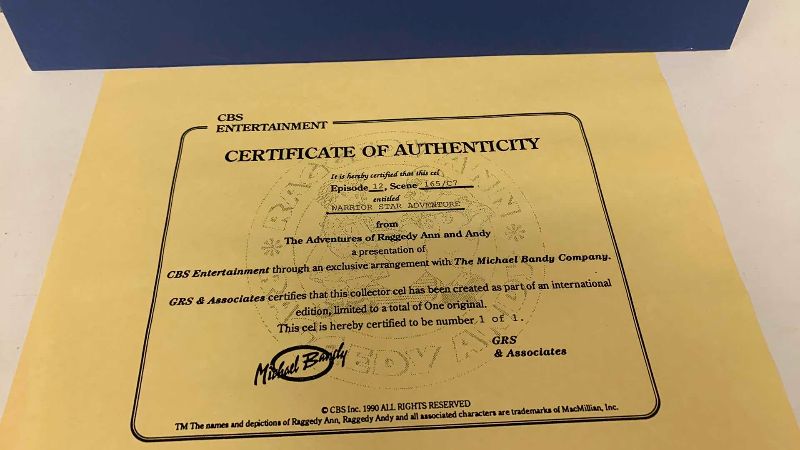 CBS
ENTERTAINMENT
CERTIFICATE OF AUTHENTICITY
It is hereby certified that this cel
Episode 12, Scene 165/C7
entitled
WARRIOR STAR ADVENTURE
from
The Adventures of Raggedy Ann and Andy
a presentation of
CBS Entertainment through an exclusive arrangement with The Michael Bandy Company.
GRS & Associates certifies that this collector cel has been created as part of an international
edition, limited to a total of One original.
This cel is hereby certified to be number 1 of 1.
Michael Bandy
GRS
& Associates
© CBS Inc. 1990 ALL RIGHTS RESERVED
TM The names and depictions of Raggedy Ann, Raggedy Andy and all associated characters are trademarks of MacMillian, Inc.